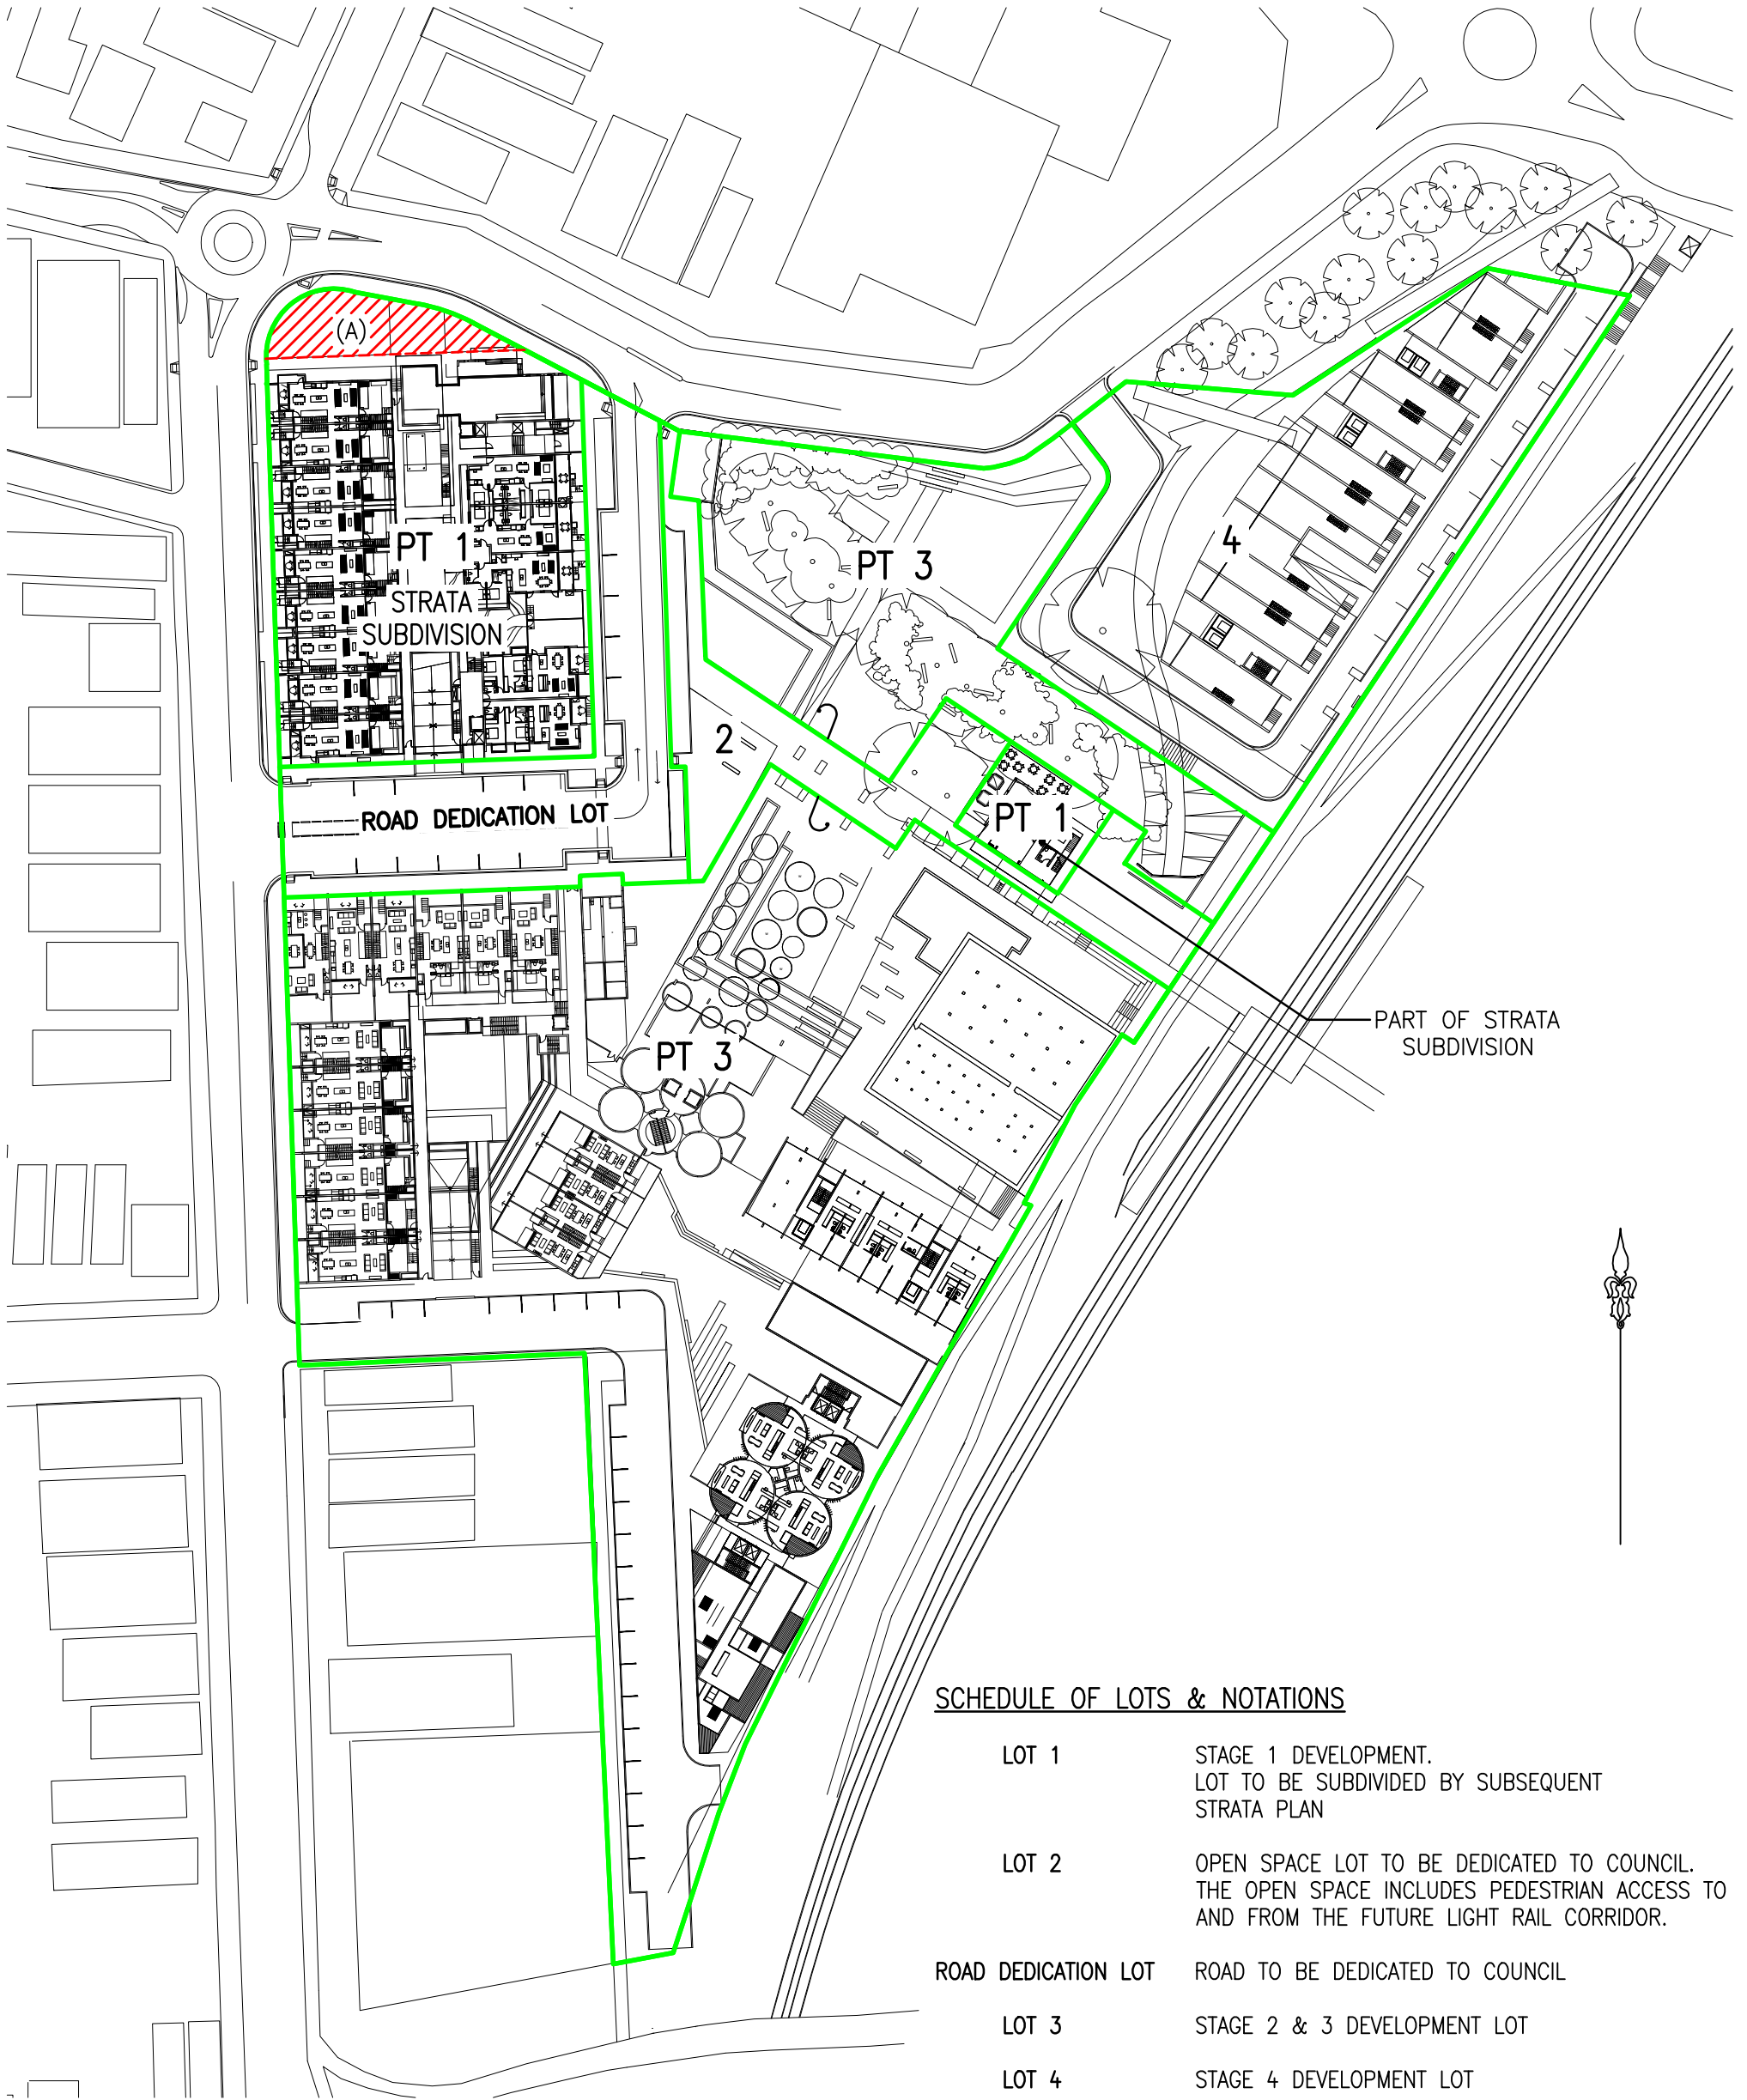 (A)
PT 1
STRATA
SUBDIVISION
PT 3
4
2
ROAD DEDICATION LOT
PT 1
PT 3
PART OF STRATA
SUBDIVISION
SCHEDULE OF LOTS & NOTATIONS
LOT 1 STAGE 1 DEVELOPMENT.
LOT TO BE SUBDIVIDED BY SUBSEQUENT
STRATA PLAN
LOT 2 OPEN SPACE LOT TO BE DEDICATED TO COUNCIL.
THE OPEN SPACE INCLUDES PEDESTRIAN ACCESS TO
AND FROM THE FUTURE LIGHT RAIL CORRIDOR.
ROAD DEDICATION LOT ROAD TO BE DEDICATED TO COUNCIL
LOT 3 STAGE 2 & 3 DEVELOPMENT LOT
LOT 4 STAGE 4 DEVELOPMENT LOT